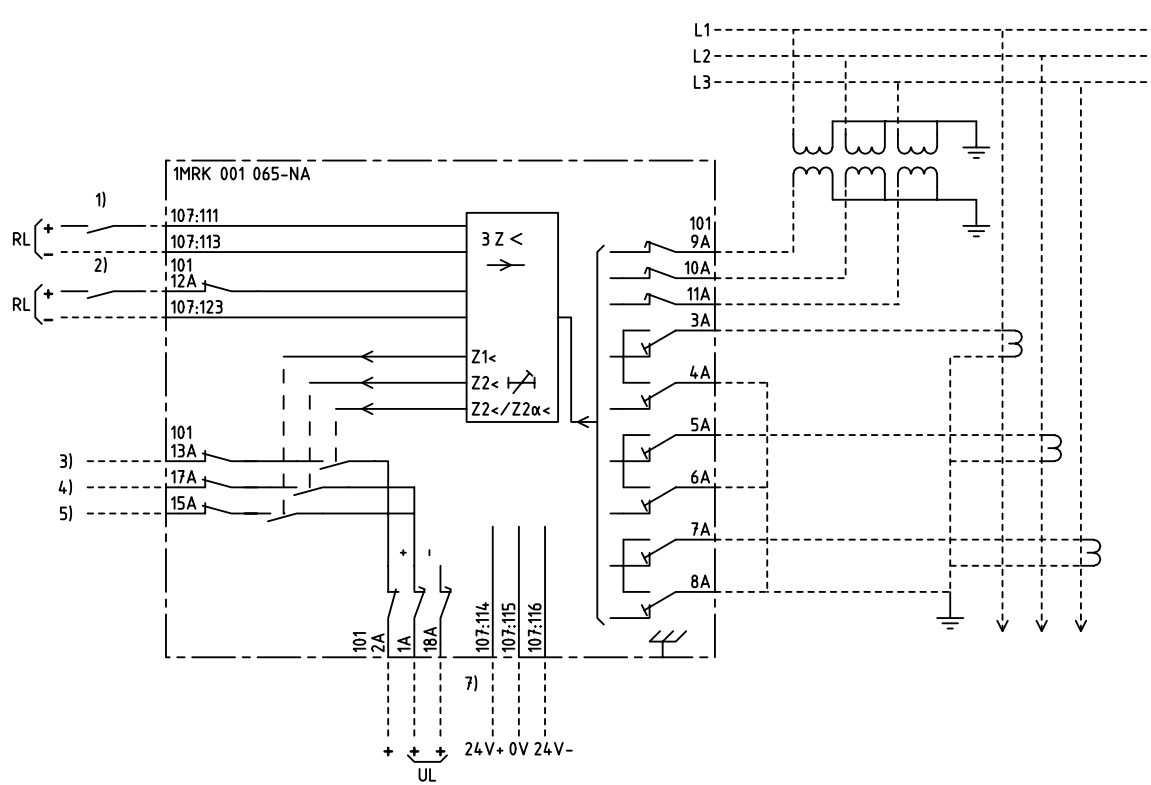 L1
L2
L3
1MRK 001 065-NA
1)
RL + 107:111
- 107:113
2) 101
RL + 12A
- 107:123
3Z<
Z1<
Z2<
Z2</Z2α<
101
9A
10A
11A
3A
4A
5A
6A
7A
8A
101
3) 13A
4) 17A
5) 15A
+ -
101 2A 1A 18A 107:114 107:115 107:116
7)
+ + + 24V+ 0V 24V-
UL